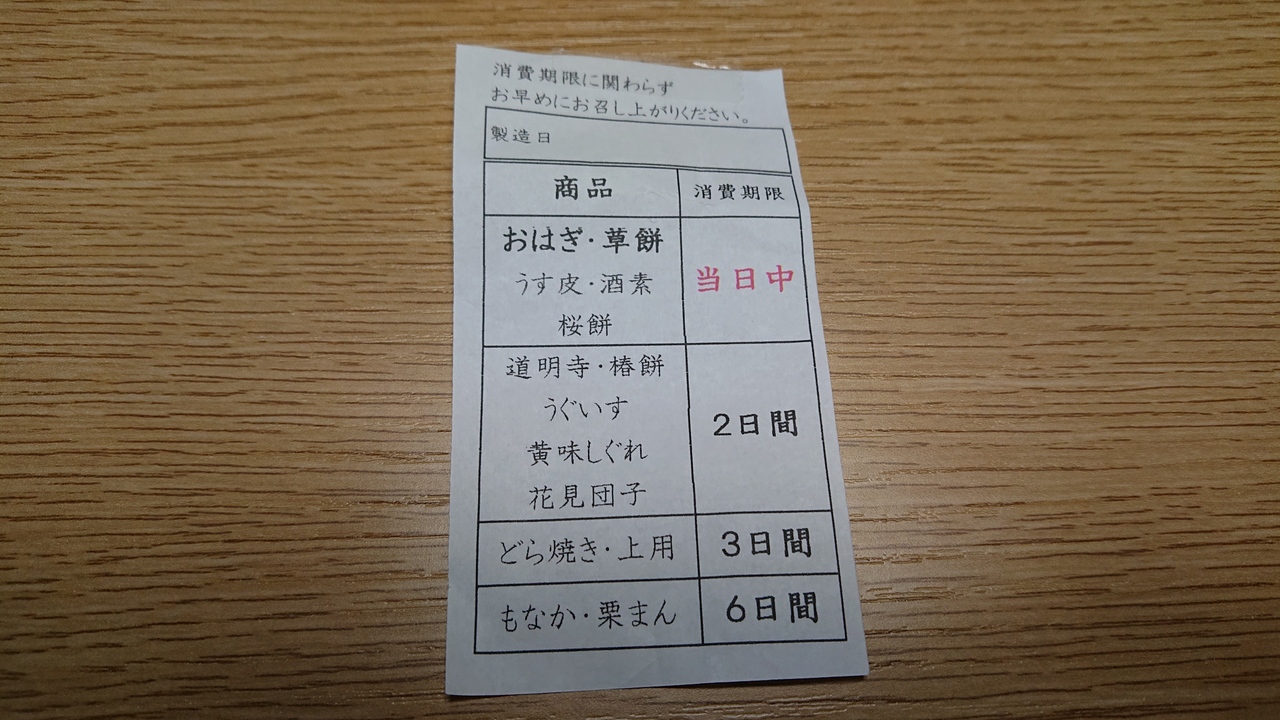 消費期限に関わらず
お早めにお召し上がりください。
製造日
商品 消費期限
おはぎ・草餅
うす皮・酒素
桜餅
当日中
道明寺・椿餅
うぐいす
黄味しぐれ
花見団子
2日間
どら焼き・上用 3日間
もなか・栗まん 6日間